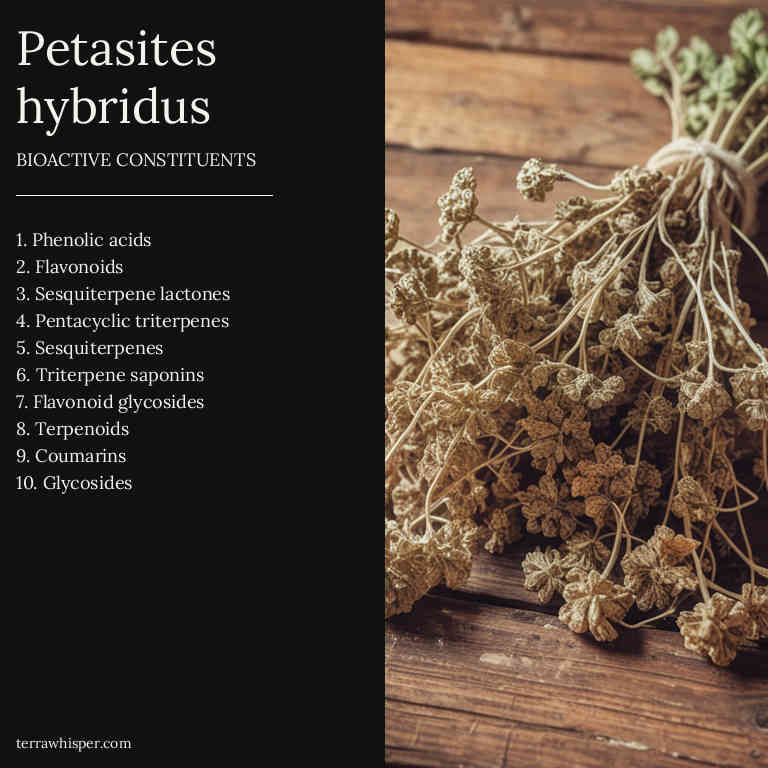 Petasites
hybridus
BIOACTIVE CONSTITUENTS
1. Phenolic acids
2. Flavonoids
3. Sesquiterpene lactones
4. Pentacyclic triterpenes
5. Sesquiterpenes
6. Triterpene saponins
7. Flavonoid glycosides
8. Terpenoids
9. Coumarins
10. Glycosides
terrawhisper.com